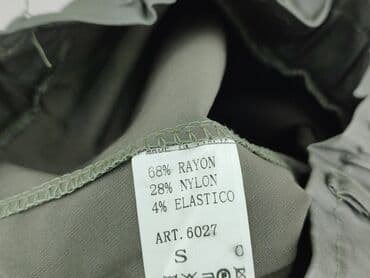 68% RAYON
28% NYLON
4% ELASTICO
ART.6027
S